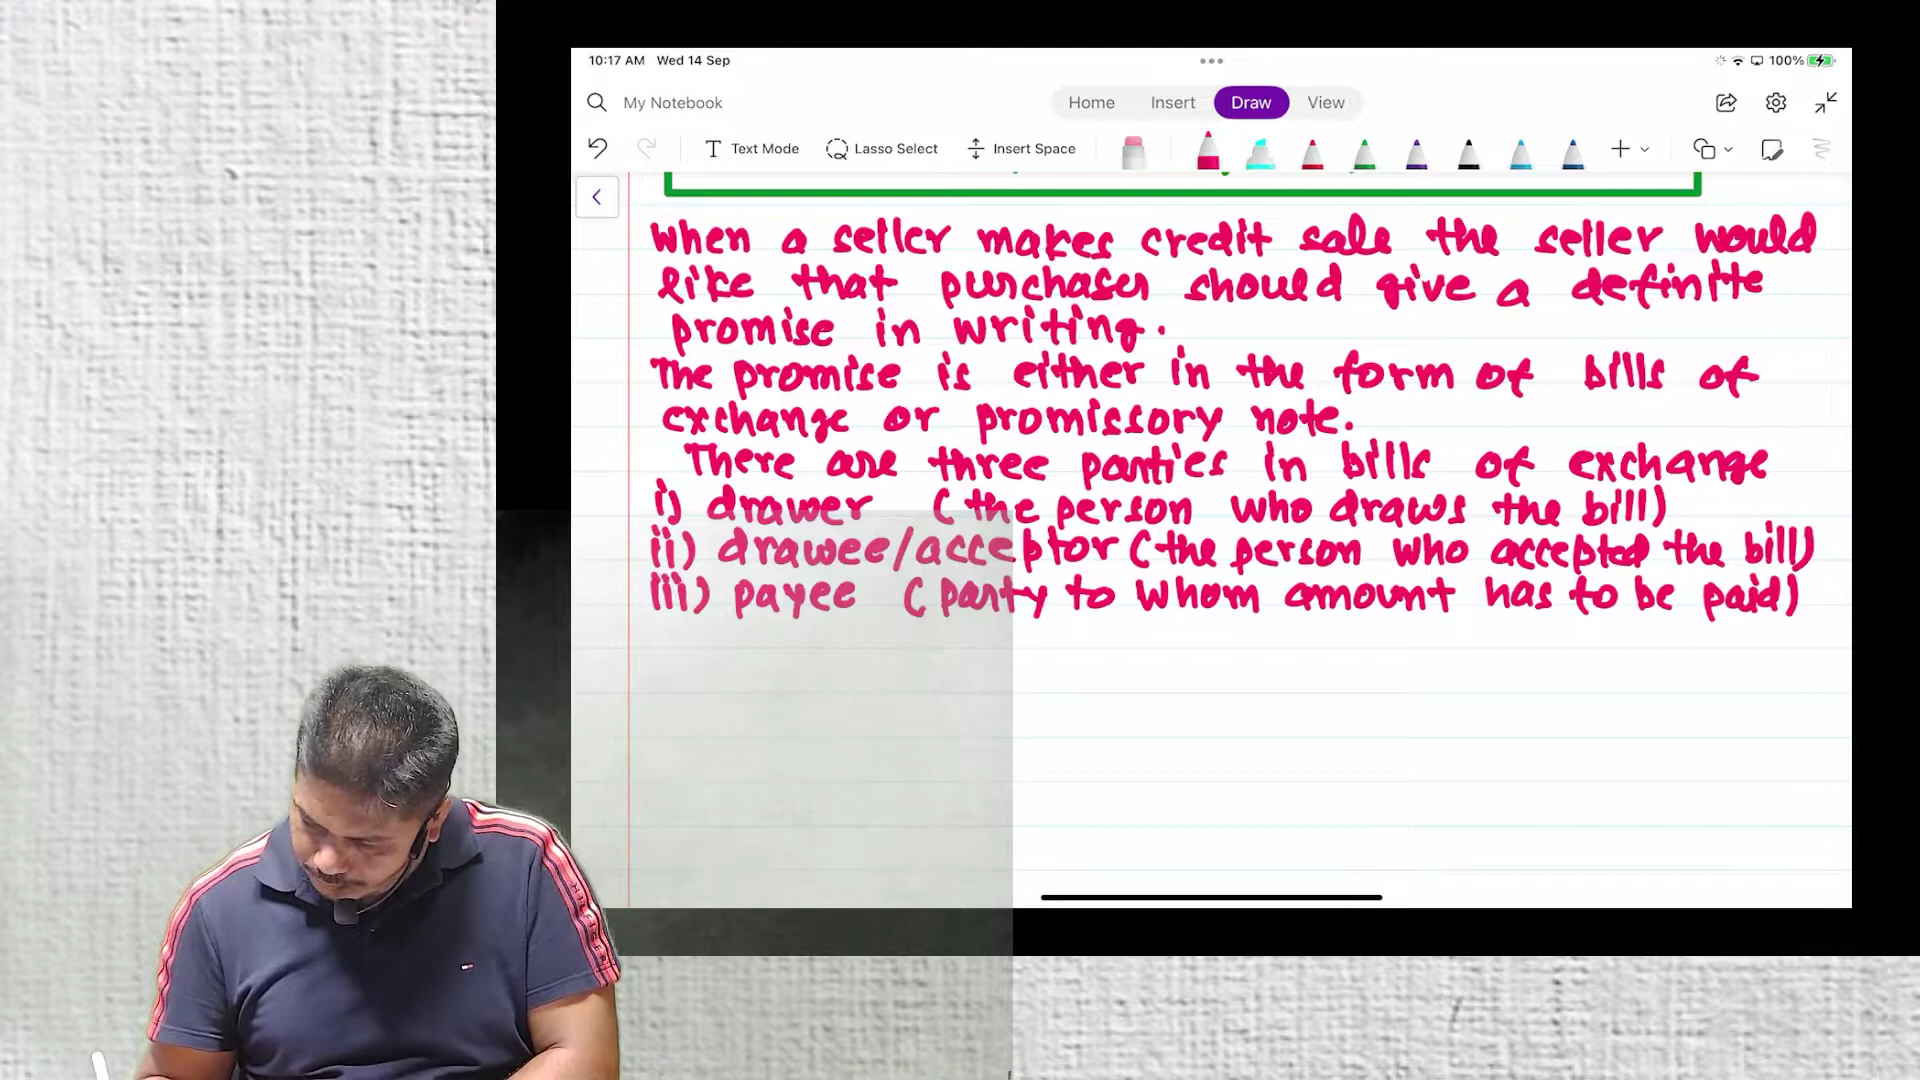 10:17 AM Wed 14 Sep
100%
My Notebook
Home Insert Draw View
Text Mode Lasso Select Insert Space
When a seller makes credit sale the seller would
like that purchaser should give a definite
promise in writing.
The promise is either in the form of bills of
exchange or promissory note.
There are three parties in bills of exchange
i) drawer (the person who draws the bill)
ii) drawee/acceptor (the person who accepted the bill)
iii) payee (party to whom amount has to be paid)